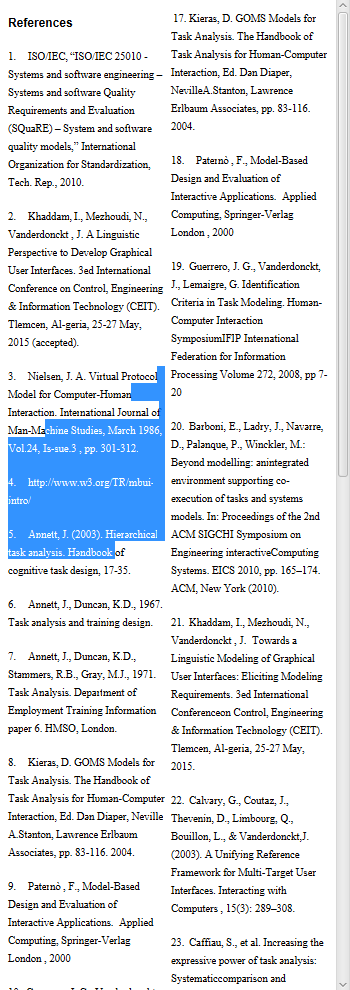 References
1. ISO/IEC, “ISO/IEC 25010 -
Systems and software engineering –
Systems and software Quality
Requirements and Evaluation
(SQuaRE) – System and software
quality models,” International
Organization for Standardization,
Tech. Rep., 2010.
2. Khaddam, I., Mezhoudi, N.,
Vanderdonckt , J. A Linguistic
Perspective to Develop Graphical
User Interfaces. 3ed International
Conference on Control, Engineering
& Information Technology (CEIT).
Tlemcen, Al-geria, 25-27 May,
2015 (accepted).
3. Nielsen, J. A. Virtual Protocol
Model for Computer-Human
Interaction. International Journal of
Man-Machine Studies, March 1986,
Vol.24, Is-sue.3 , pp. 301-312.
4. http://www.w3.org/TR/mbui-
intro/
5. Annett, J. (2003). Hierarchical
task analysis. Handbook of
cognitive task design, 17-35.
6. Annett, J., Duncan, K.D., 1967.
Task analysis and training design.
7. Annett, J., Duncan, K.D.,
Stammers, R.B., Gray, M.J., 1971.
Task Analysis. Department of
Employment Training Information
paper 6. HMSO, London.
8. Kieras, D. GOMS Models for
Task Analysis. The Handbook of
Task Analysis for Human-Computer
Interaction, Ed. Dan Diaper, Neville
A.Stanton, Lawrence Erlbaum
Associates, pp. 83-116. 2004.
9. Paternò , F., Model-Based
Design and Evaluation of
Interactive Applications. Applied
Computing, Springer-Verlag
London , 2000
17. Kieras, D. GOMS Models for
Task Analysis. The Handbook of
Task Analysis for Human-Computer
Interaction, Ed. Dan Diaper,
NevilleA.Stanton, Lawrence
Erlbaum Associates, pp. 83-116.
2004.
18. Paternò , F., Model-Based
Design and Evaluation of
Interactive Applications. Applied
Computing, Springer-Verlag
London , 2000
19. Guerrero, J. G., Vanderdonckt,
J., Lemaigre, G. Identification
Criteria in Task Modeling. Human-
Computer Interaction
SymposiumIFIP International
Federation for Information
Processing Volume 272, 2008, pp 7-
20
20. Barboni, E., Ladry, J., Navarre,
D., Palanque, P., Winckler, M.:
Beyond modelling: anintegrated
environment supporting co-
execution of tasks and systems
models. In: Proceedings of the 2nd
ACM SIGCHI Symposium on
Engineering interactiveComputing
Systems. EICS 2010, pp. 165–174.
ACM, New York (2010).
21. Khaddam, I., Mezhoudi, N.,
Vanderdonckt , J. Towards a
Linguistic Modeling of Graphical
User Interfaces: Eliciting Modeling
Requirements. 3ed International
Conferenceon Control, Engineering
& Information Technology (CEIT).
Tlemcen, Al-geria, 25-27 May,
2015.
22. Calvary, G., Coutaz, J.,
Thevenin, D., Limbourg, Q.,
Bouillon, L., & Vanderdonckt,J.
(2003). A Unifying Reference
Framework for Multi-Target User
Interfaces. Interacting with
Computers , 15(3): 289–308.
23. Caffiau, S., et al. Increasing the
expressive power of task analysis:
Systematiccomparison and